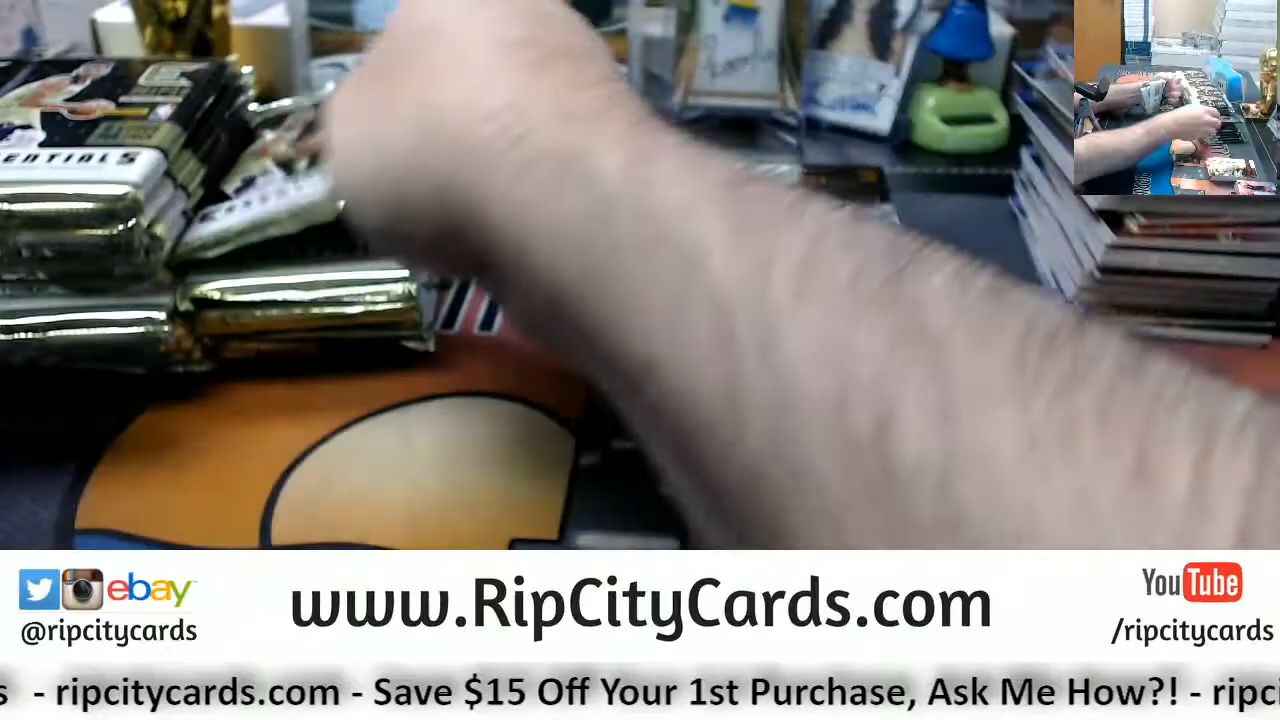 ENTIALS
ebay
@ripcitycards
www.RipCityCards.com
YouTube
/ripcitycards
s - ripcitycards.com - Save $15 Off Your 1st Purchase, Ask Me How?! - ripci